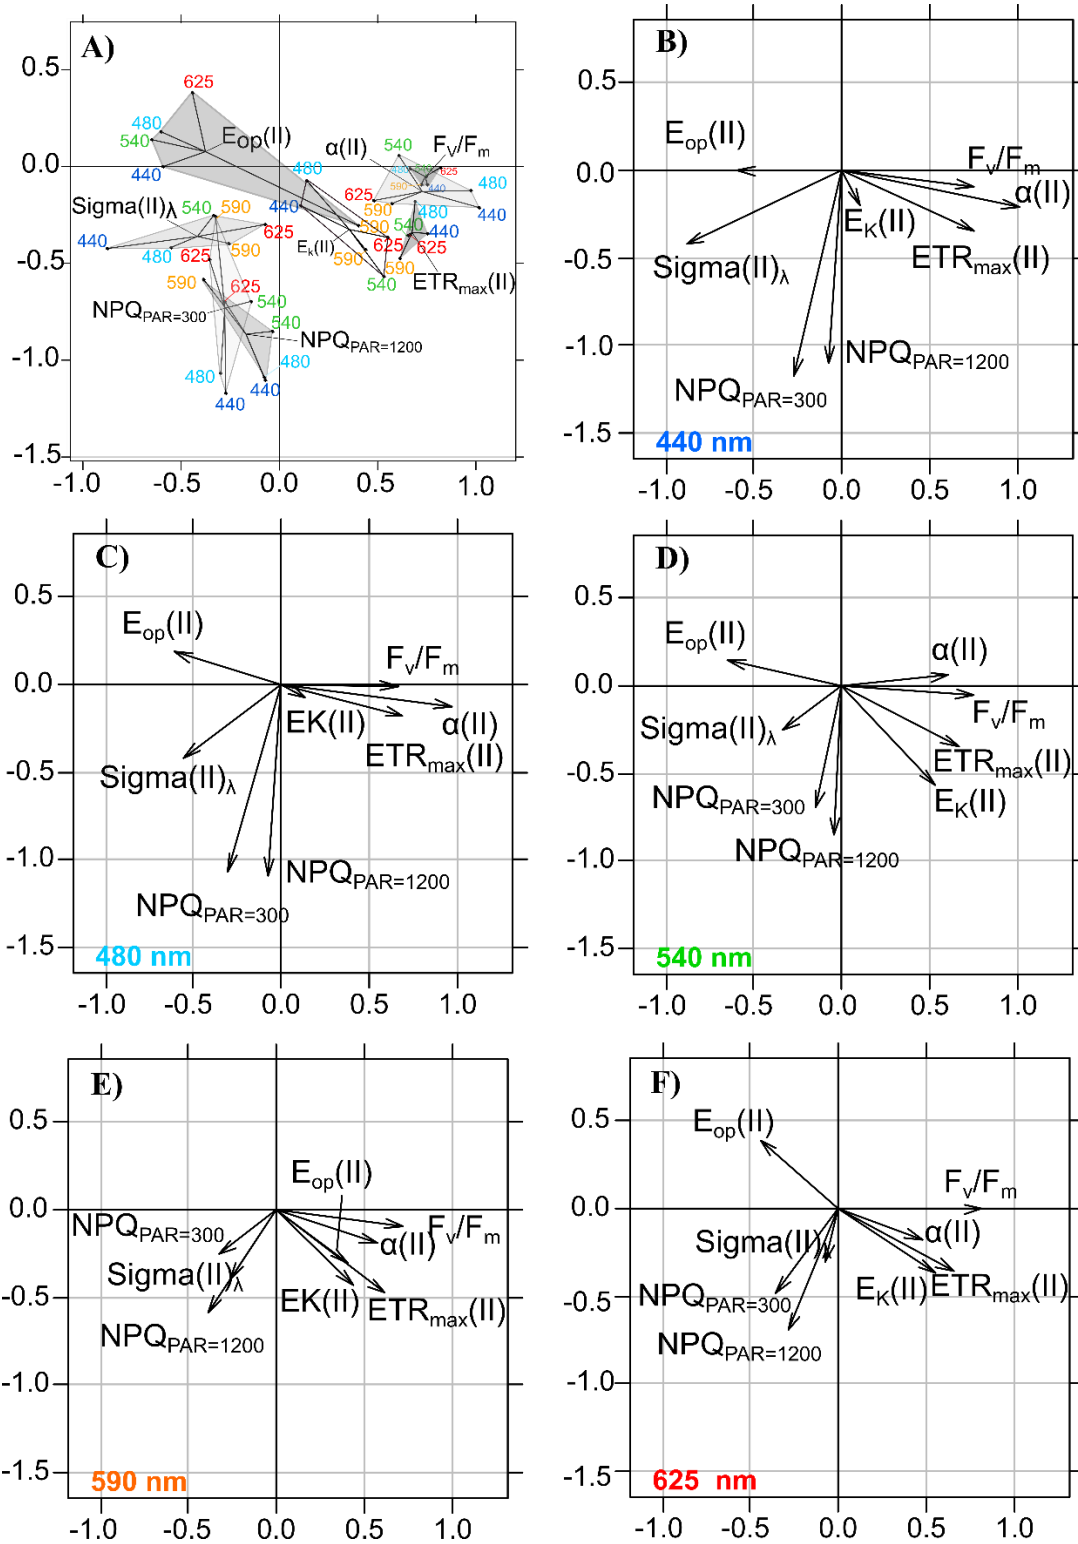 A)
0.5
0.0
-0.5
-1.0
-1.5
-1.0 -0.5 0.0 0.5 1.0
625
480
540
440
Eop(II)
480
440
590
590
625
540
Ek(II)
α(II)
Fv/Fm
540
480
540
625
590
440
625
590
480
440
480
540
440
625
590
ETRmax(II)
Sigma(II)λ
540 590
440
480
625
590
625
590
625
540
NPQPAR=300
540
NPQPAR=1200
480
480
440
440
B)
0.5
0.0
-0.5
-1.0
-1.5
-1.0 -0.5 0.0 0.5 1.0
Eop(II)
Fv/Fm
α(II)
EK(II)
ETRmax(II)
Sigma(II)λ
NPQPAR=1200
NPQPAR=300
440 nm
C)
0.5
0.0
-0.5
-1.0
-1.5
-1.0 -0.5 0.0 0.5 1.0
Eop(II)
Fv/Fm
EK(II)
α(II)
ETRmax(II)
Sigma(II)λ
NPQPAR=1200
NPQPAR=300
480 nm
D)
0.5
0.0
-0.5
-1.0
-1.5
-1.0 -0.5 0.0 0.5 1.0
Eop(II)
α(II)
Fv/Fm
Sigma(II)λ
ETRmax(II)
EK(II)
NPQPAR=300
NPQPAR=1200
540 nm
E)
0.5
0.0
-0.5
-1.0
-1.5
-1.0 -0.5 0.0 0.5 1.0
Eop(II)
NPQPAR=300
Fv/Fm
α(II)
Sigma(II)λ
EK(II)
ETRmax(II)
NPQPAR=1200
590 nm
F)
0.5
0.0
-0.5
-1.0
-1.5
-1.0 -0.5 0.0 0.5 1.0
Eop(II)
Fv/Fm
α(II)
Sigma(II)λ
EK(II)
ETRmax(II)
NPQPAR=300
NPQPAR=1200
625 nm